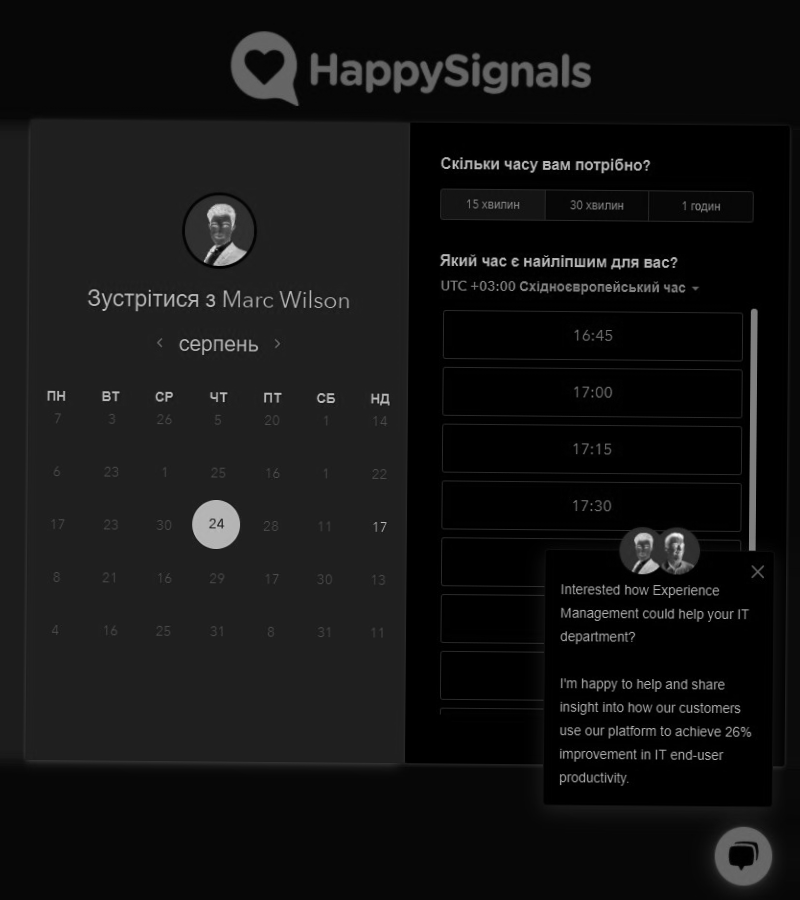 HappySignals
Зустрітися з Marc Wilson
серпень
ПН ВТ СР ЧТ ПТ СБ НД
7 3 26 5 20 1 14
6 23 1 25 16 1 22
17 23 30 24 28 11 17
8 21 16 29 17 30 13
4 16 25 31 8 31 11
Скільки часу вам потрібно?
15 хвилин 30 хвилин 1 годин
Який час є найліпшим для вас?
UTC +03:00 Східноєвропейський час
16:45
17:00
17:15
17:30
Interested how Experience
Management could help your IT
department?
I'm happy to help and share
insight into how our customers
use our platform to achieve 26%
improvement in IT end-user
productivity.